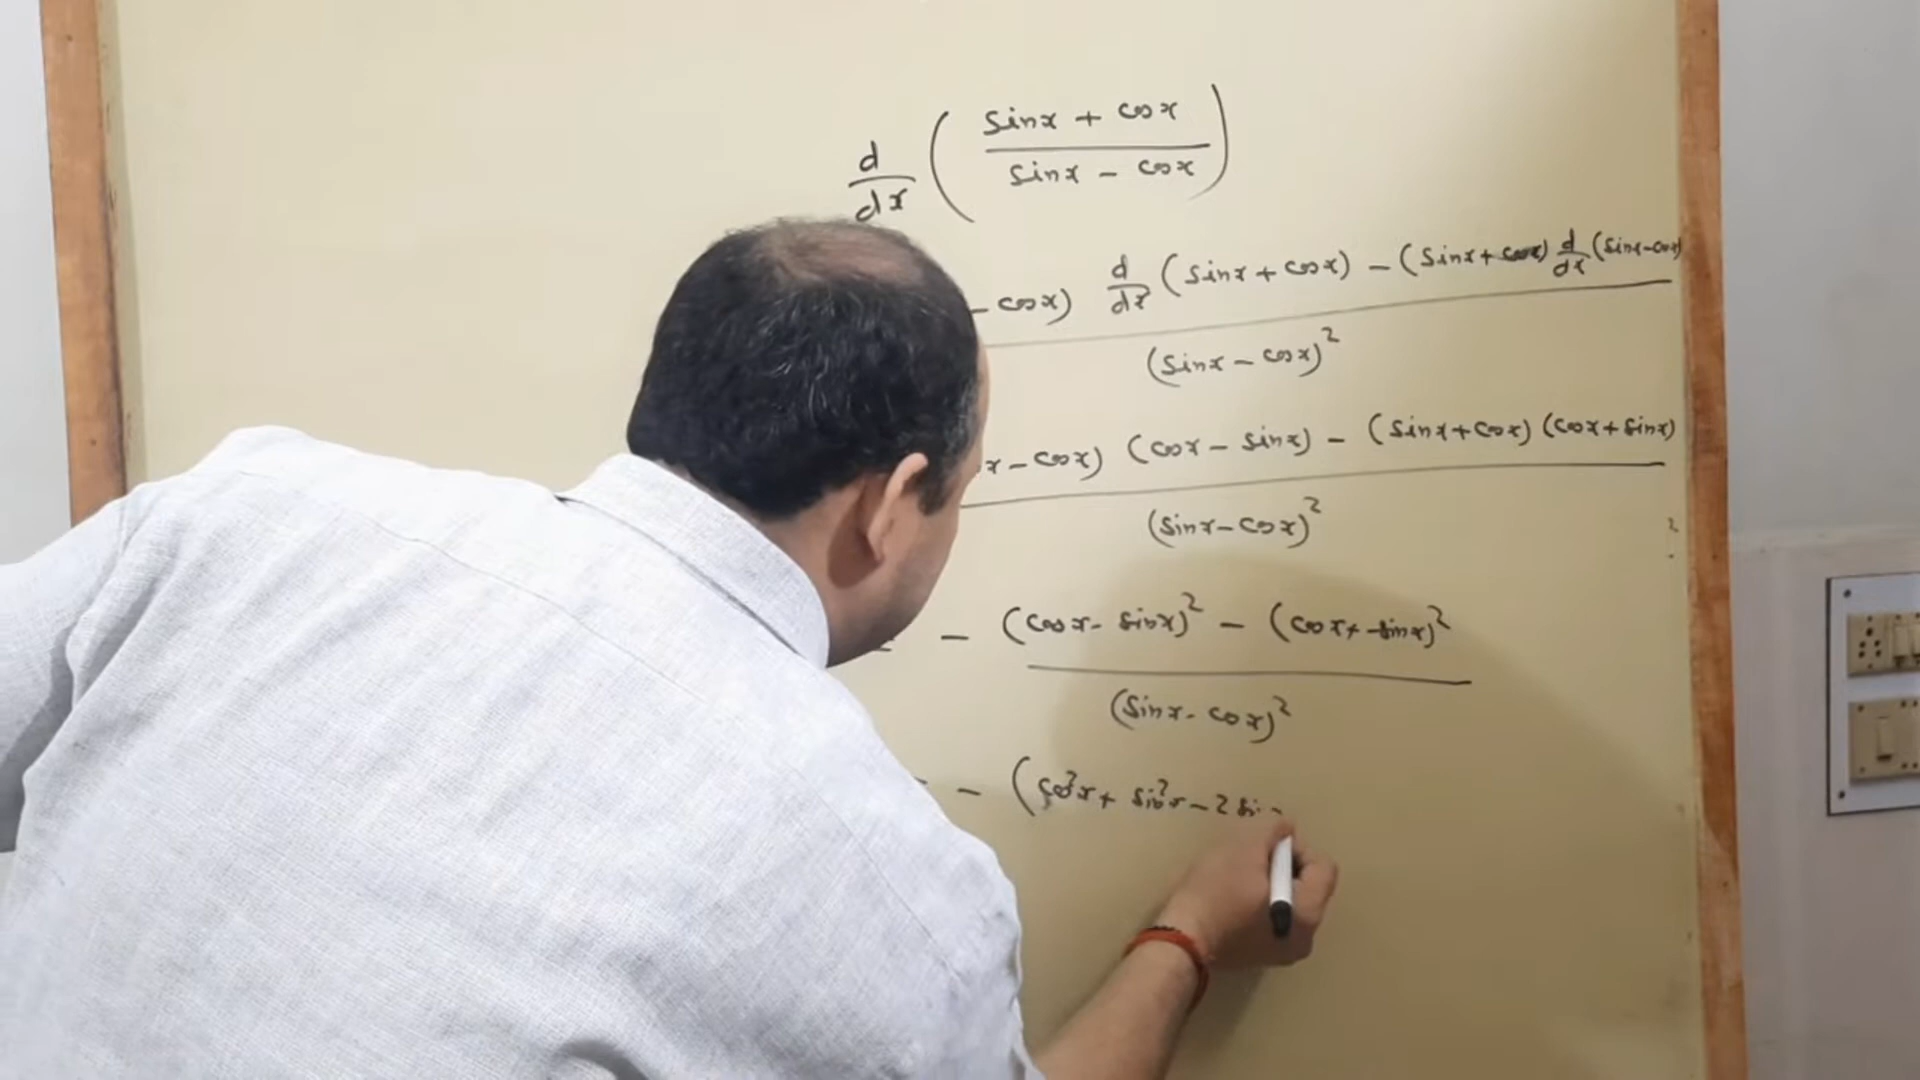 d/dx ( (sinx + cosx) / (sinx - cosx) )
- cosx) d/dx (sinx + cosx) - (sinx + cosx) d/dx (sinx - cosx)
(sinx - cosx)²
x - cosx) (cosx - sinx) - (sinx + cosx) (cosx + sinx)
(sinx - cosx)²
- (cosx - sinx)² - (cosx + sinx)²
(sinx - cosx)²
- (cos²x + sin²x - 2 si